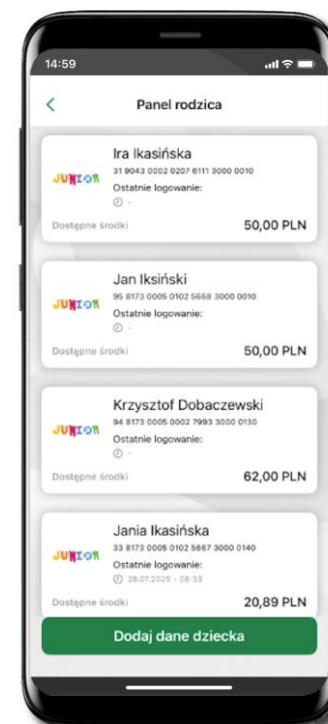 14:59
Panel rodzica
Ira Ikasińska
31 9043 0002 0207 6111 3000 0010
JUNIOR
Ostatnie logowanie:
-
Dostępne środki
50,00 PLN
Jan Iksiński
95 8173 0005 0102 5668 3000 0010
JUNIOR
Ostatnie logowanie:
-
Dostępne środki
50,00 PLN
Krzysztof Dobaczewski
94 8173 0005 0002 7993 3000 0130
JUNIOR
Ostatnie logowanie:
-
Dostępne środki
62,00 PLN
Jania Ikasińska
33 8173 0005 0102 5667 3000 0140
JUNIOR
Ostatnie logowanie:
28.07.2025 - 08:33
Dostępne środki
20,89 PLN
Dodaj dane dziecka